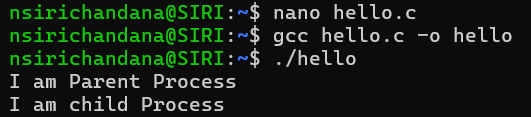 nsirichandana@SIRI:~$ nano hello.c
nsirichandana@SIRI:~$ gcc hello.c -o hello
nsirichandana@SIRI:~$ ./hello
I am Parent Process
I am child Process